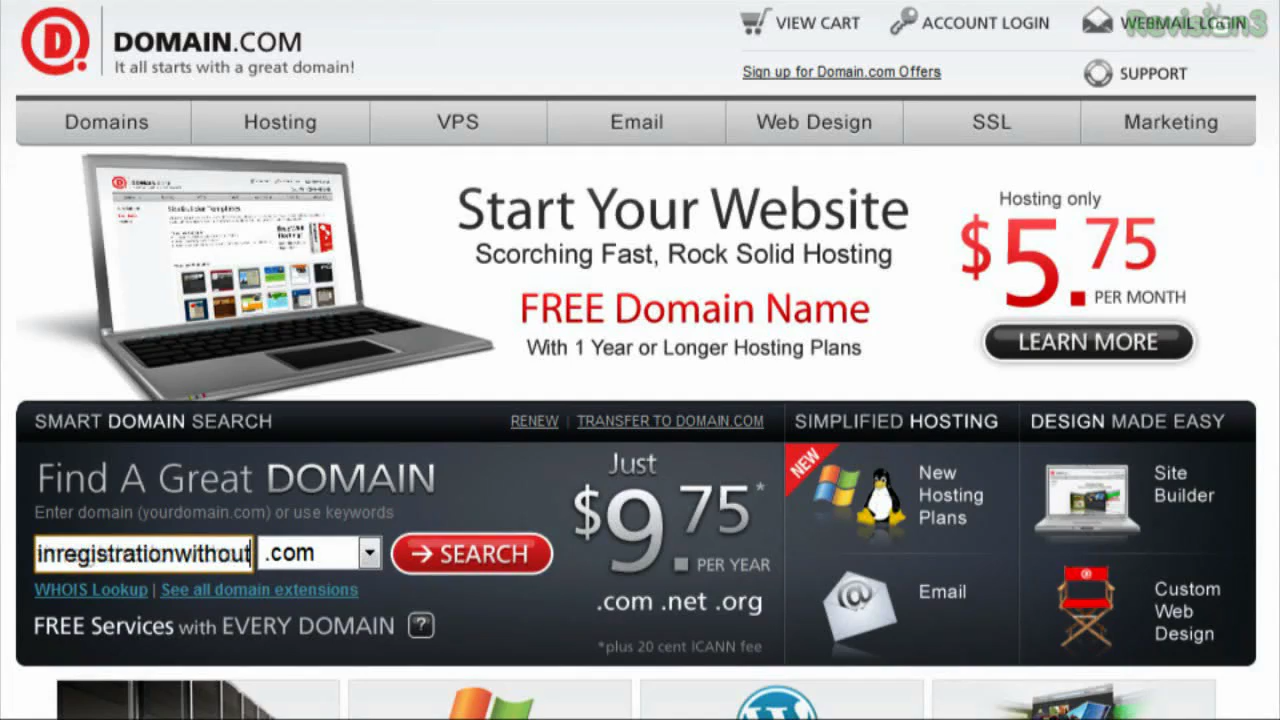 DOMAIN.COM
It all starts with a great domain!
VIEW CART
ACCOUNT LOGIN
WEBMAIL LOGIN
Revision3
Sign up for Domain.com Offers
SUPPORT
Domains
Hosting
VPS
Email
Web Design
SSL
Marketing
Start Your Website
Scorching Fast, Rock Solid Hosting
FREE Domain Name
With 1 Year or Longer Hosting Plans
Hosting only
$5.75
PER MONTH
LEARN MORE
SMART DOMAIN SEARCH
RENEW | TRANSFER TO DOMAIN.COM
Find A Great DOMAIN
Enter domain (yourdomain.com) or use keywords
inregistrationwithout
.com
SEARCH
WHOIS Lookup | See all domain extensions
FREE Services with EVERY DOMAIN ?
Just
$9.75*
PER YEAR
.com .net .org
*plus 20 cent ICANN fee
SIMPLIFIED HOSTING
NEW
New
Hosting
Plans
Email
DESIGN MADE EASY
Site
Builder
Custom
Web
Design